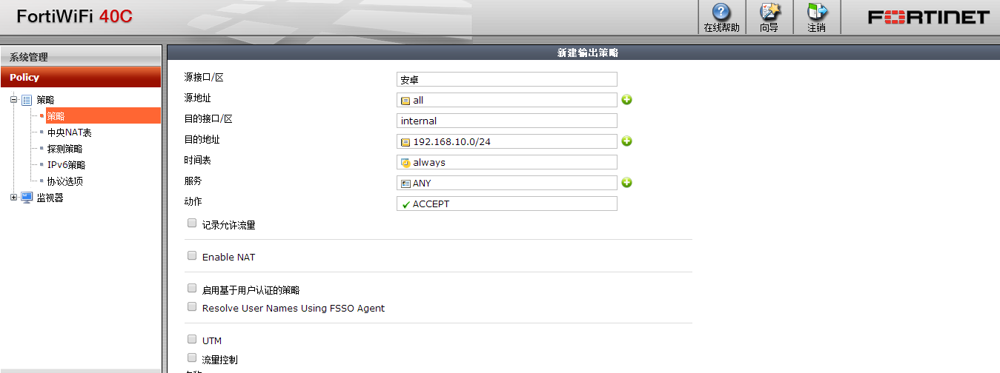 FortiWiFi 40C
在线帮助
向导
注销
FORTINET
系统管理
Policy
策略
策略
中央NAT表
探测策略
IPv6策略
协议选项
监视器
新建输出策略
源接口/区 安卓
源地址 all
目的接口/区 internal
目的地址 192.168.10.0/24
时间表 always
服务 ANY
动作 ACCEPT
记录允许流量
Enable NAT
启用基于用户认证的策略
Resolve User Names Using FSSO Agent
UTM
流量控制